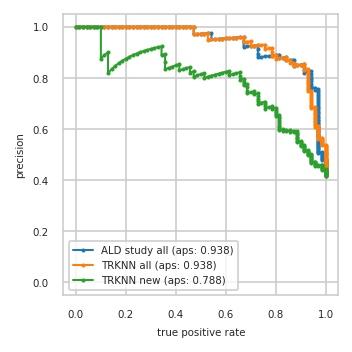 1.0
0.8
0.6
0.4
0.2
0.0
precision
ALD study all (aps: 0.938)
TRKNN all (aps: 0.938)
TRKNN new (aps: 0.788)
0.0 0.2 0.4 0.6 0.8 1.0
true positive rate